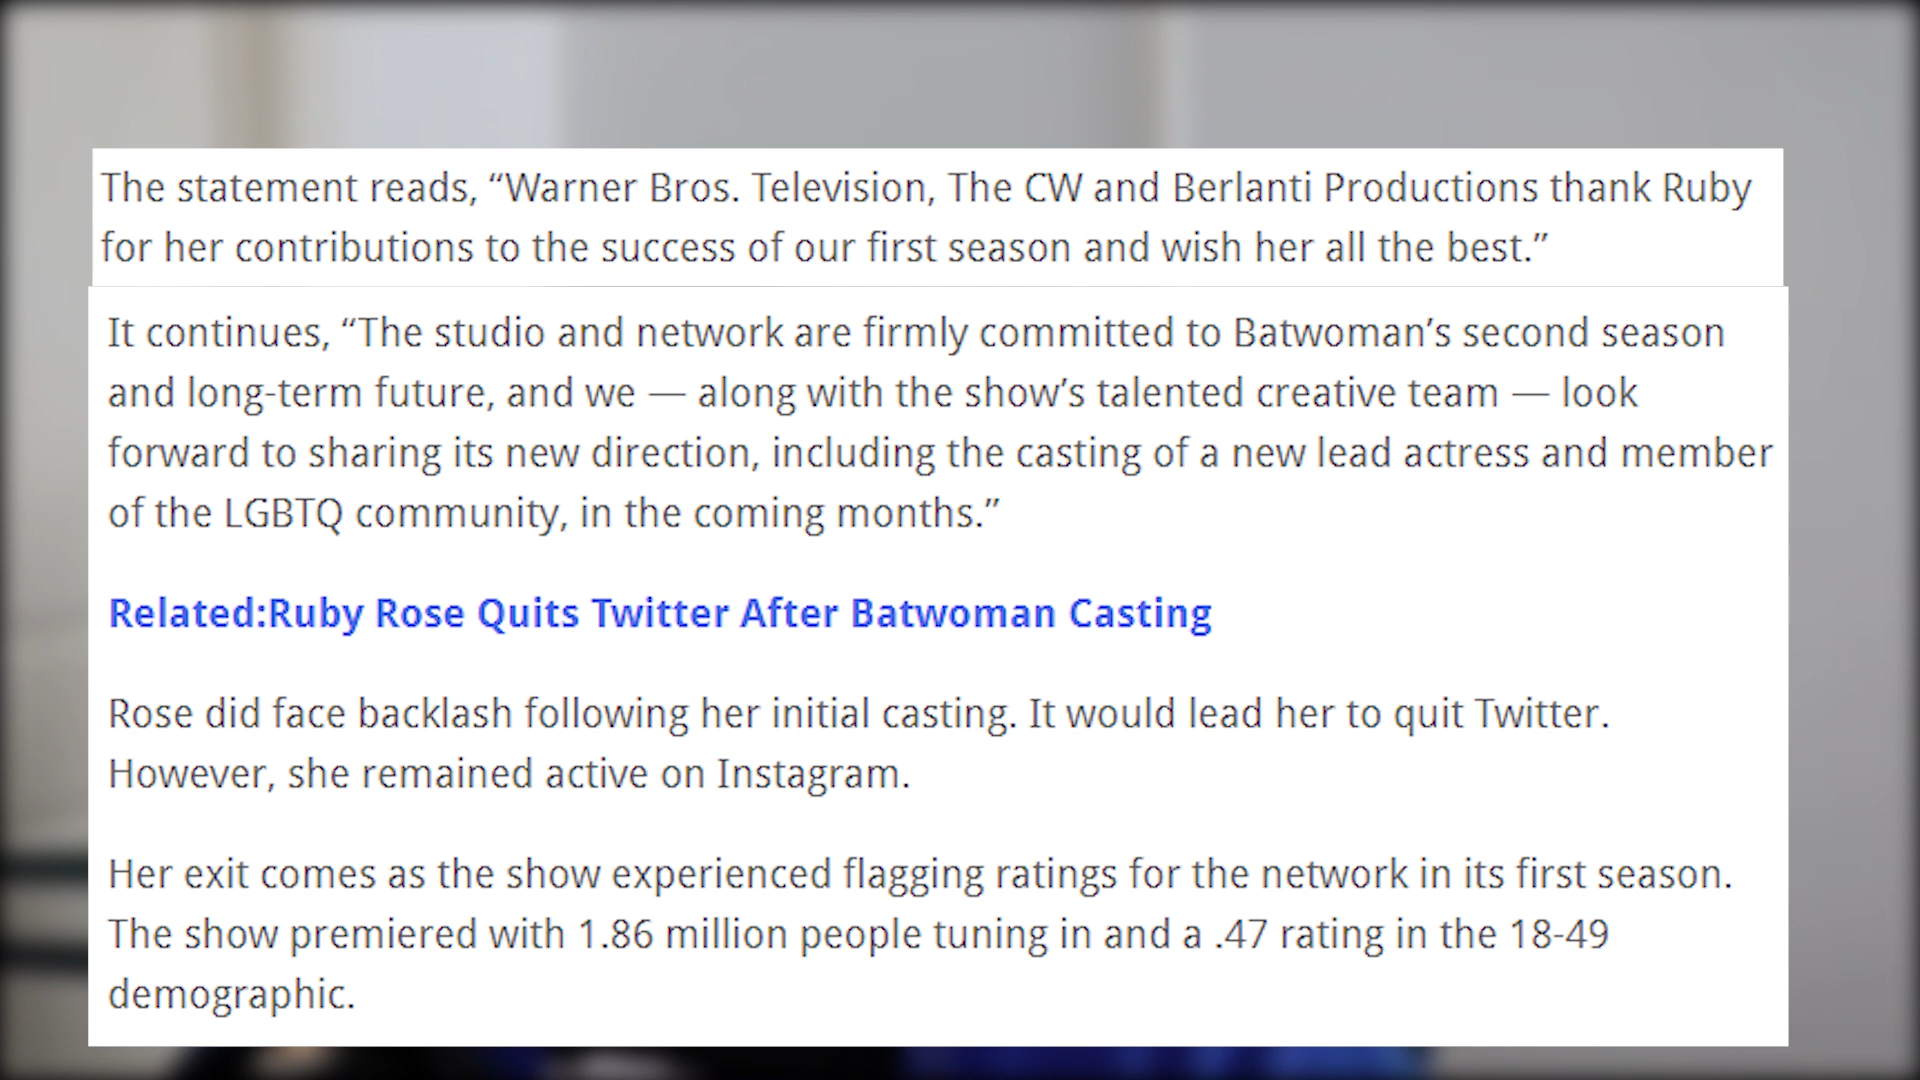 The statement reads, “Warner Bros. Television, The CW and Berlanti Productions thank Ruby
for her contributions to the success of our first season and wish her all the best.”
It continues, “The studio and network are firmly committed to Batwoman’s second season
and long-term future, and we — along with the show’s talented creative team — look
forward to sharing its new direction, including the casting of a new lead actress and member
of the LGBTQ community, in the coming months.”
Related:Ruby Rose Quits Twitter After Batwoman Casting
Rose did face backlash following her initial casting. It would lead her to quit Twitter.
However, she remained active on Instagram.
Her exit comes as the show experienced flagging ratings for the network in its first season.
The show premiered with 1.86 million people tuning in and a .47 rating in the 18-49
demographic.